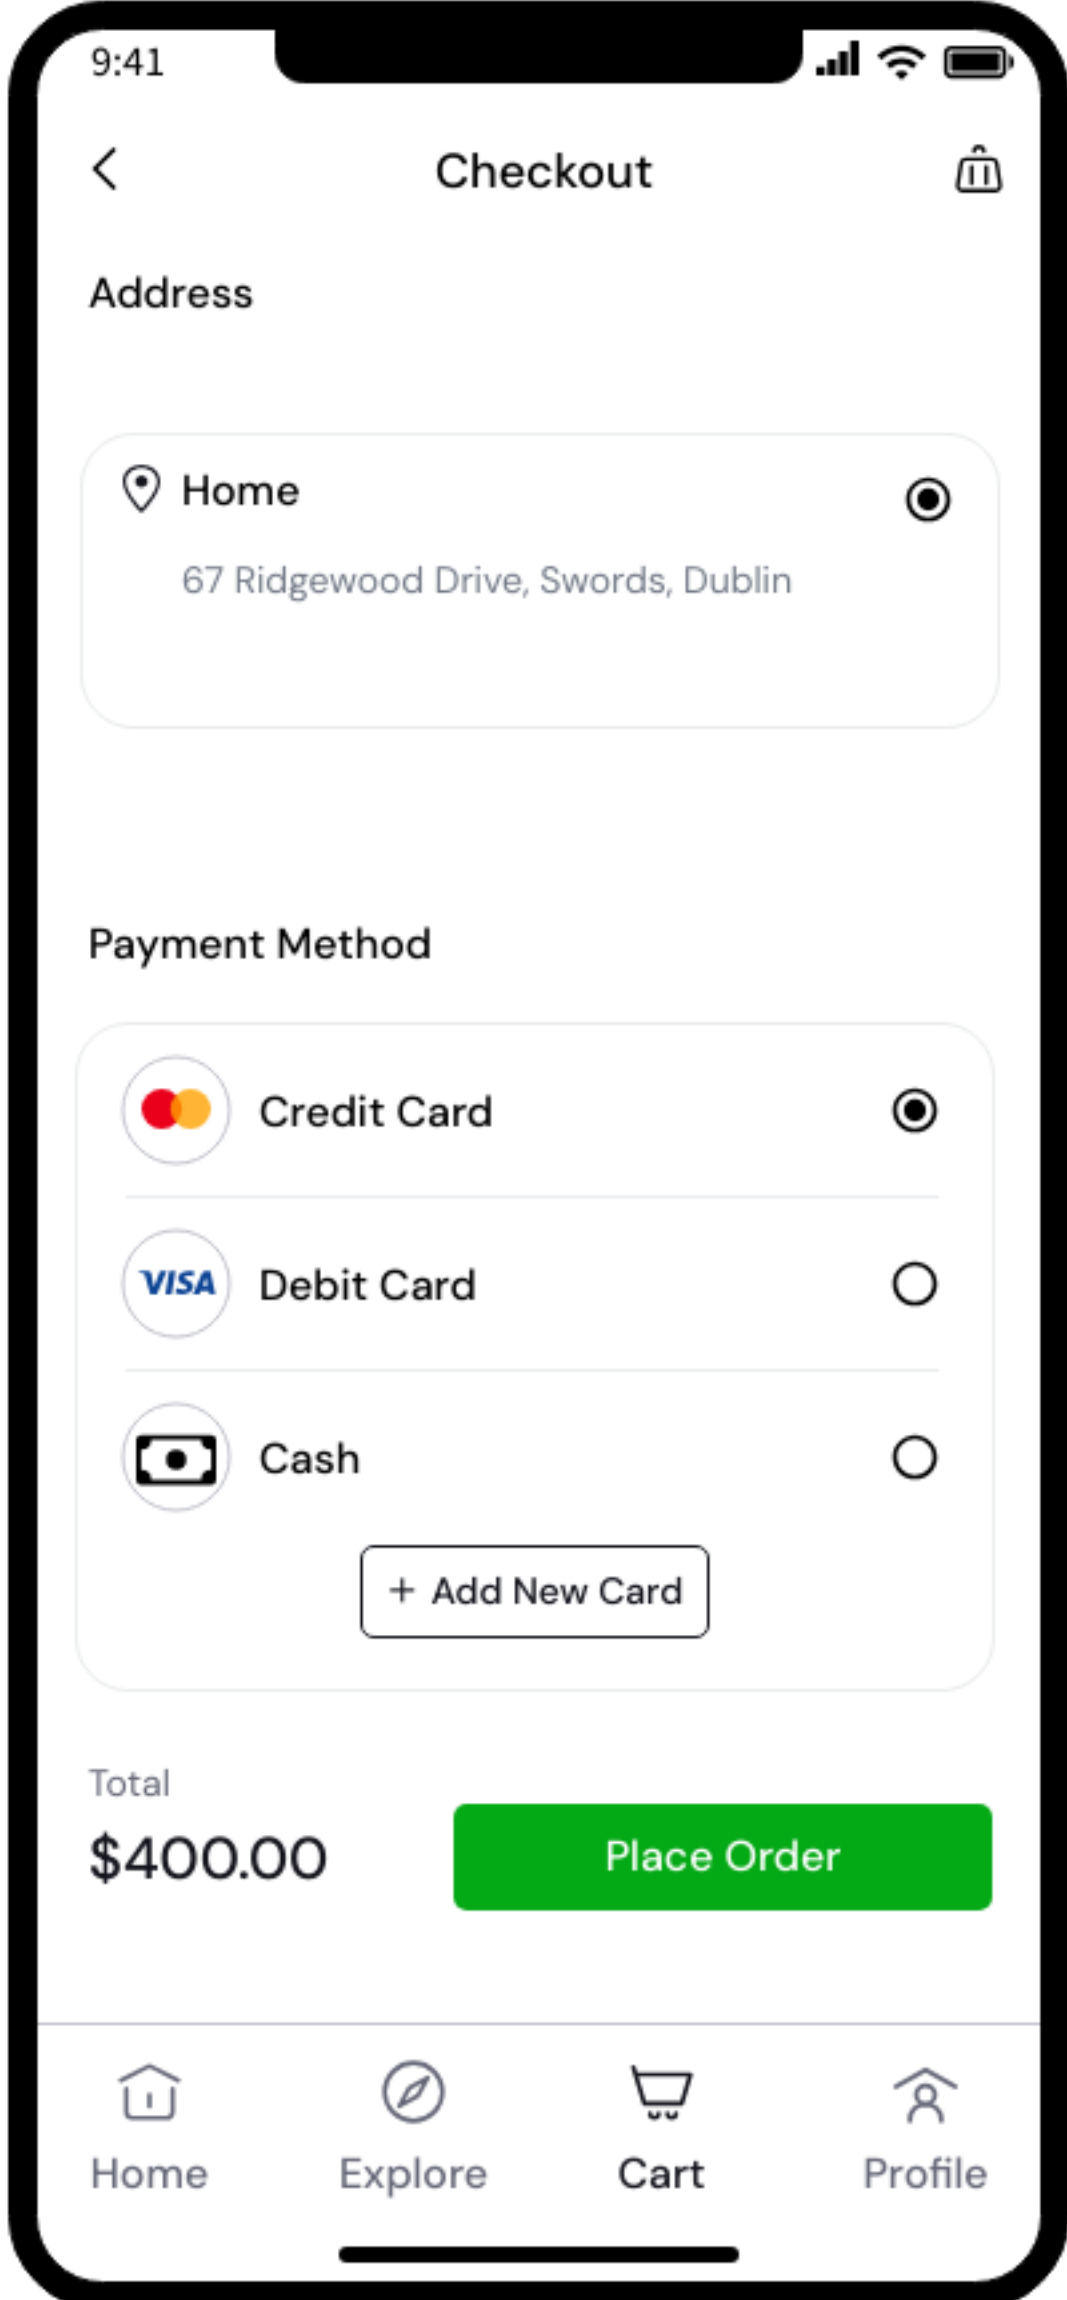 9:41
Checkout
Address
Home
67 Ridgewood Drive, Swords, Dublin
Payment Method
Credit Card
VISA Debit Card
Cash
+ Add New Card
Total
$400.00
Place Order
Home Explore Cart Profile